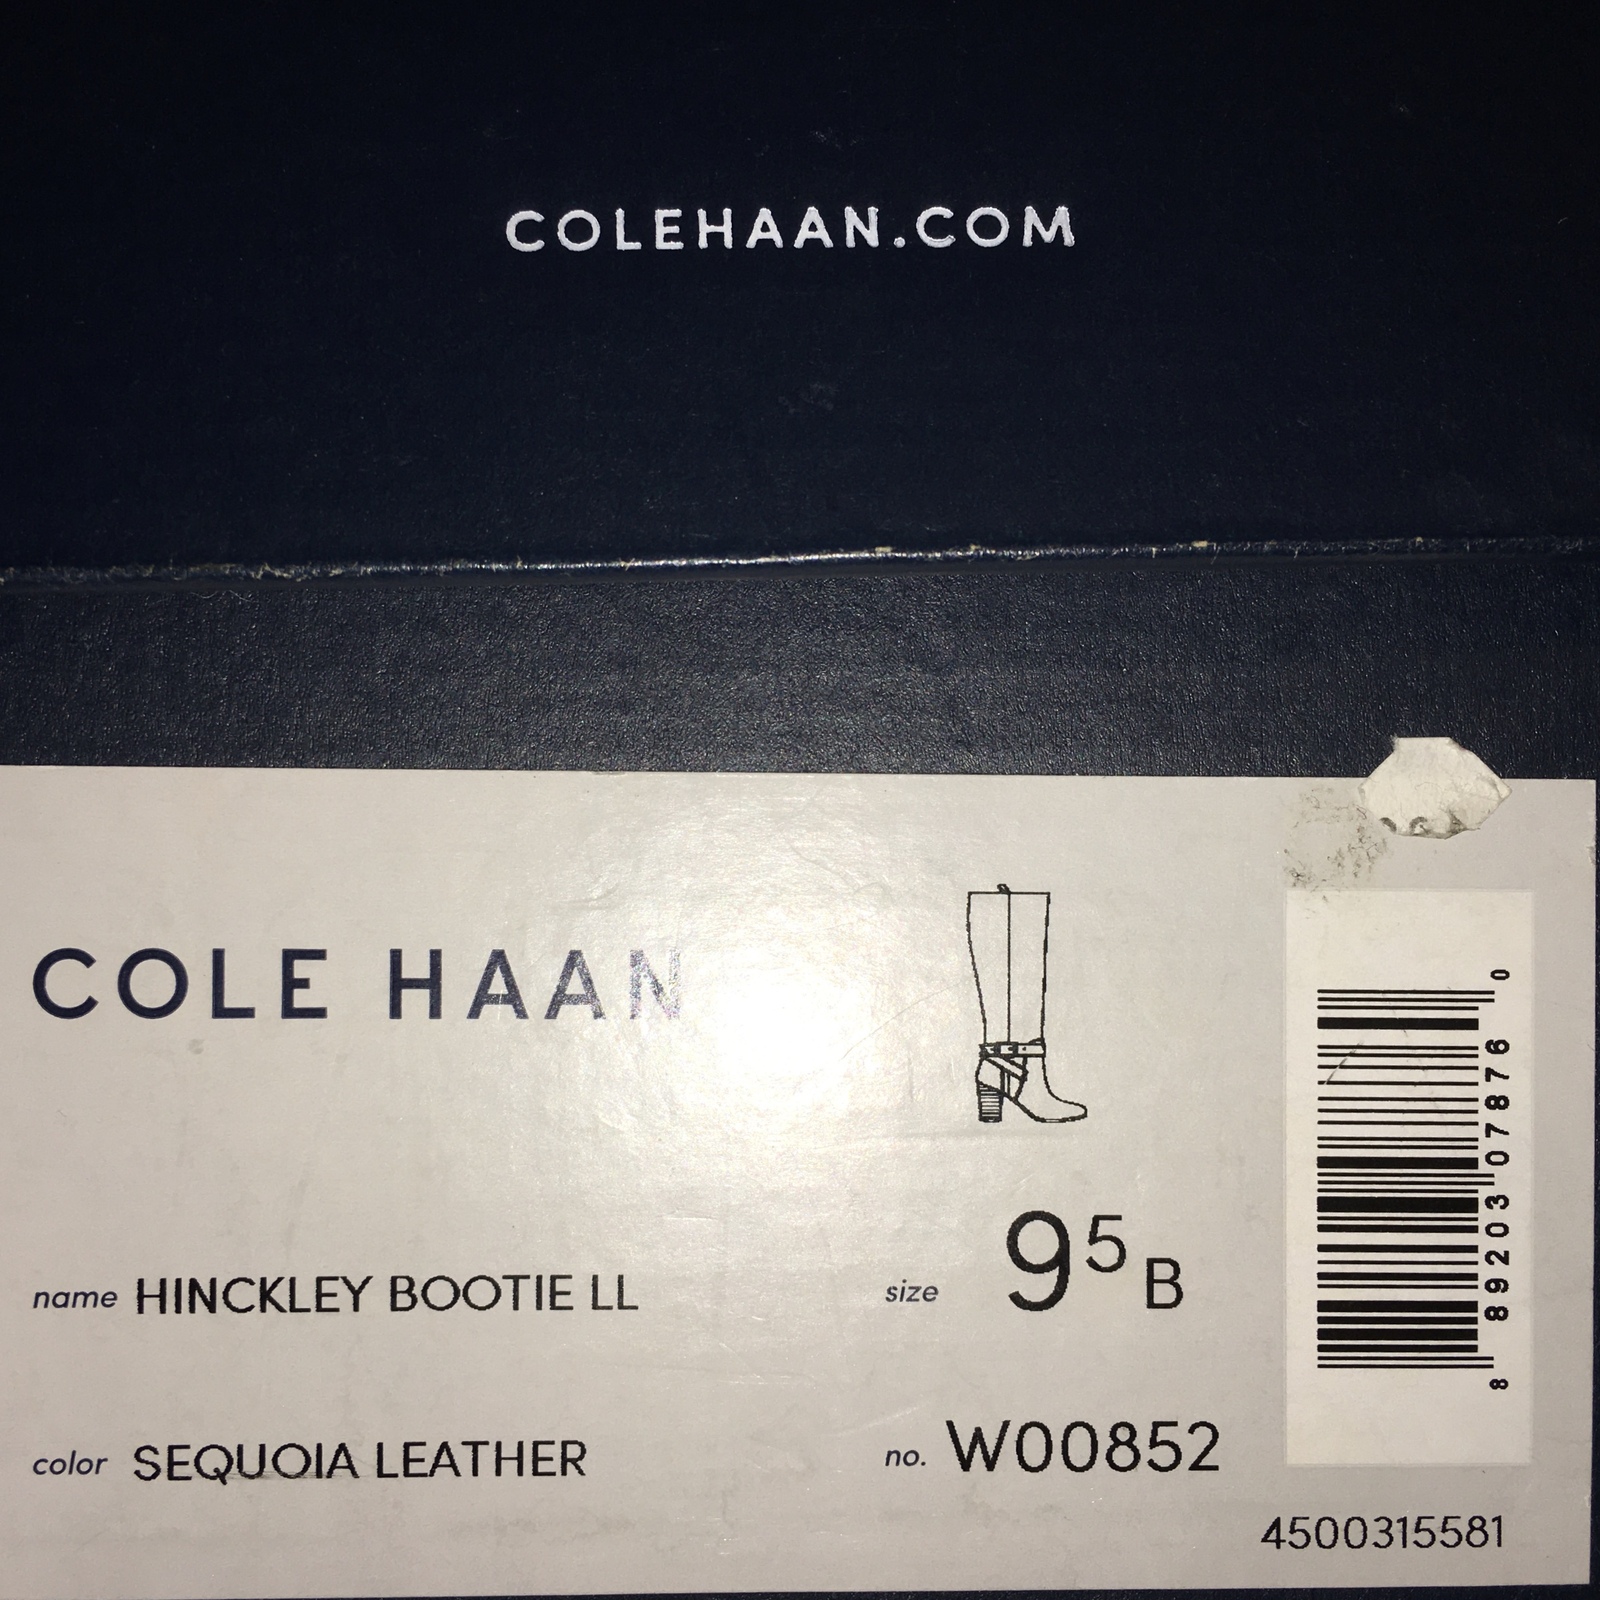 COLEHAAN.COM
COLE HAAN
name HINCKLEY BOOTIE LL
size 9⁵ B
color SEQUOIA LEATHER
no. W00852
8 89203 07876 0
4500315581